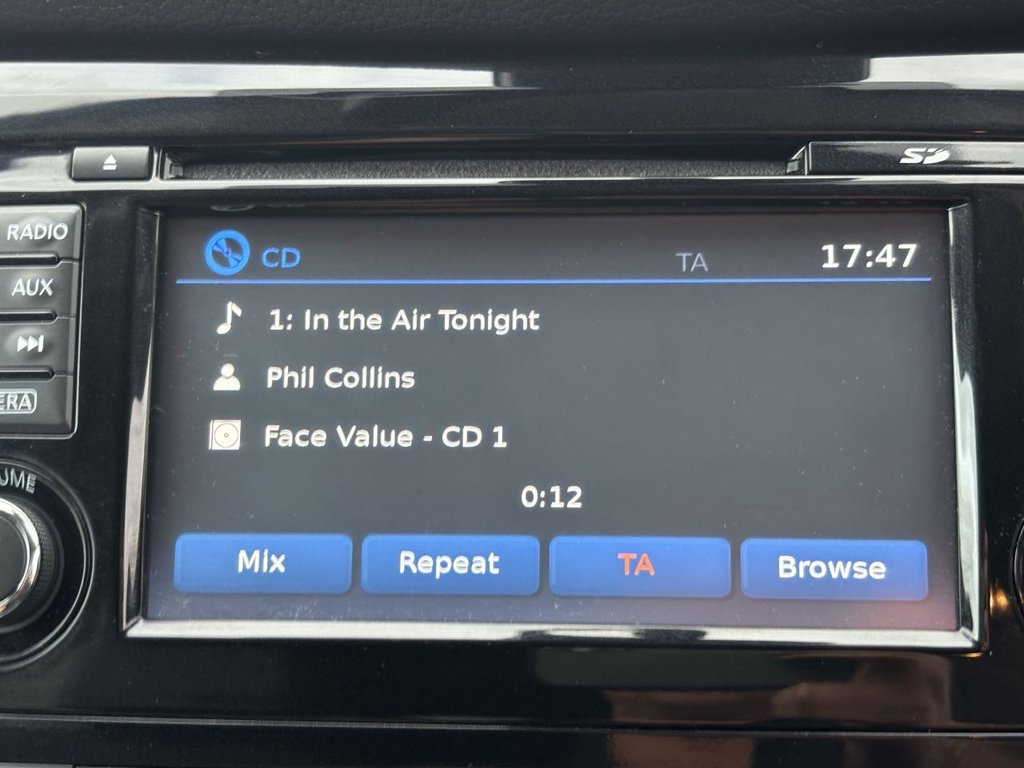 SD
RADIO
AUX
CD
TA
17:47
1: In the Air Tonight
Phil Collins
Face Value - CD 1
0:12
Mix
Repeat
TA
Browse